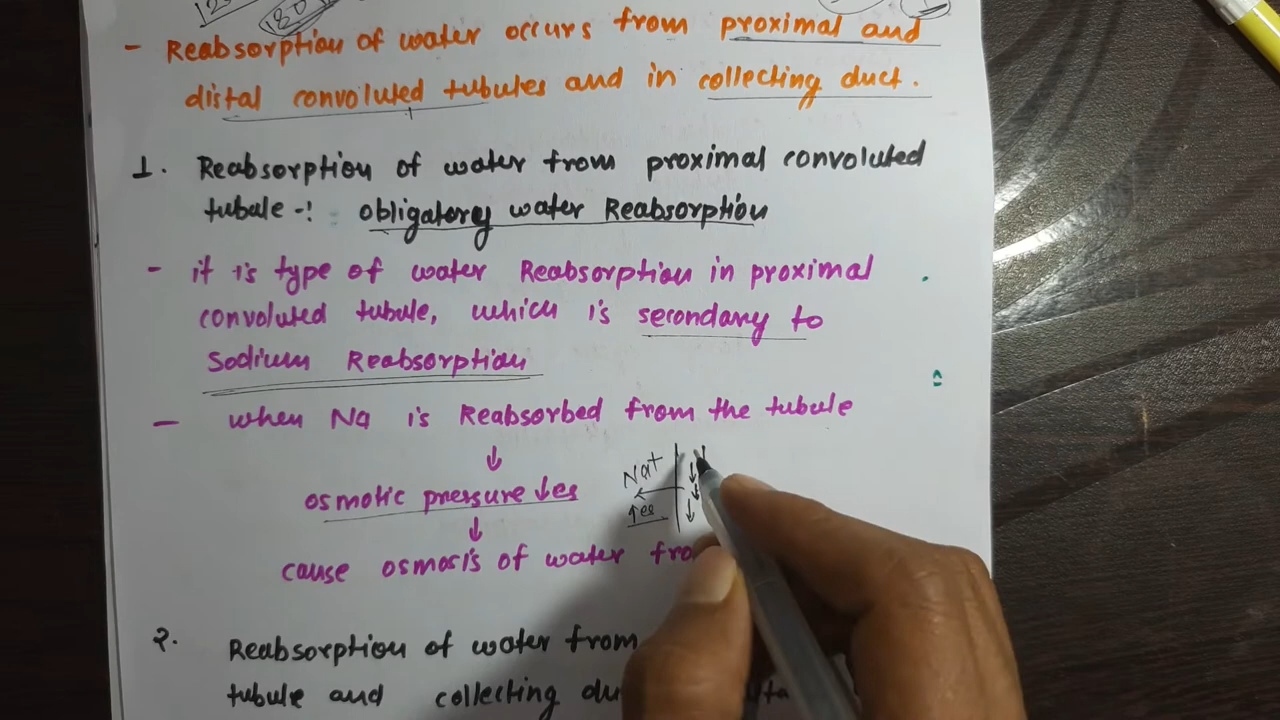 - Reabsorption of water occurs from proximal and
distal convoluted tubules and in collecting duct.
1. Reabsorption of water from proximal convoluted
tubule -: obligatory water Reabsorption
- it is type of water Reabsorption in proximal
convoluted tubule, which is secondary to
Sodium Reabsorption
- when Na is Reabsorbed from the tubule
↓
osmotic pressure ↓es
Na+
↑es
↓
cause osmosis of water
2. Reabsorption of water from
tubule and collecting